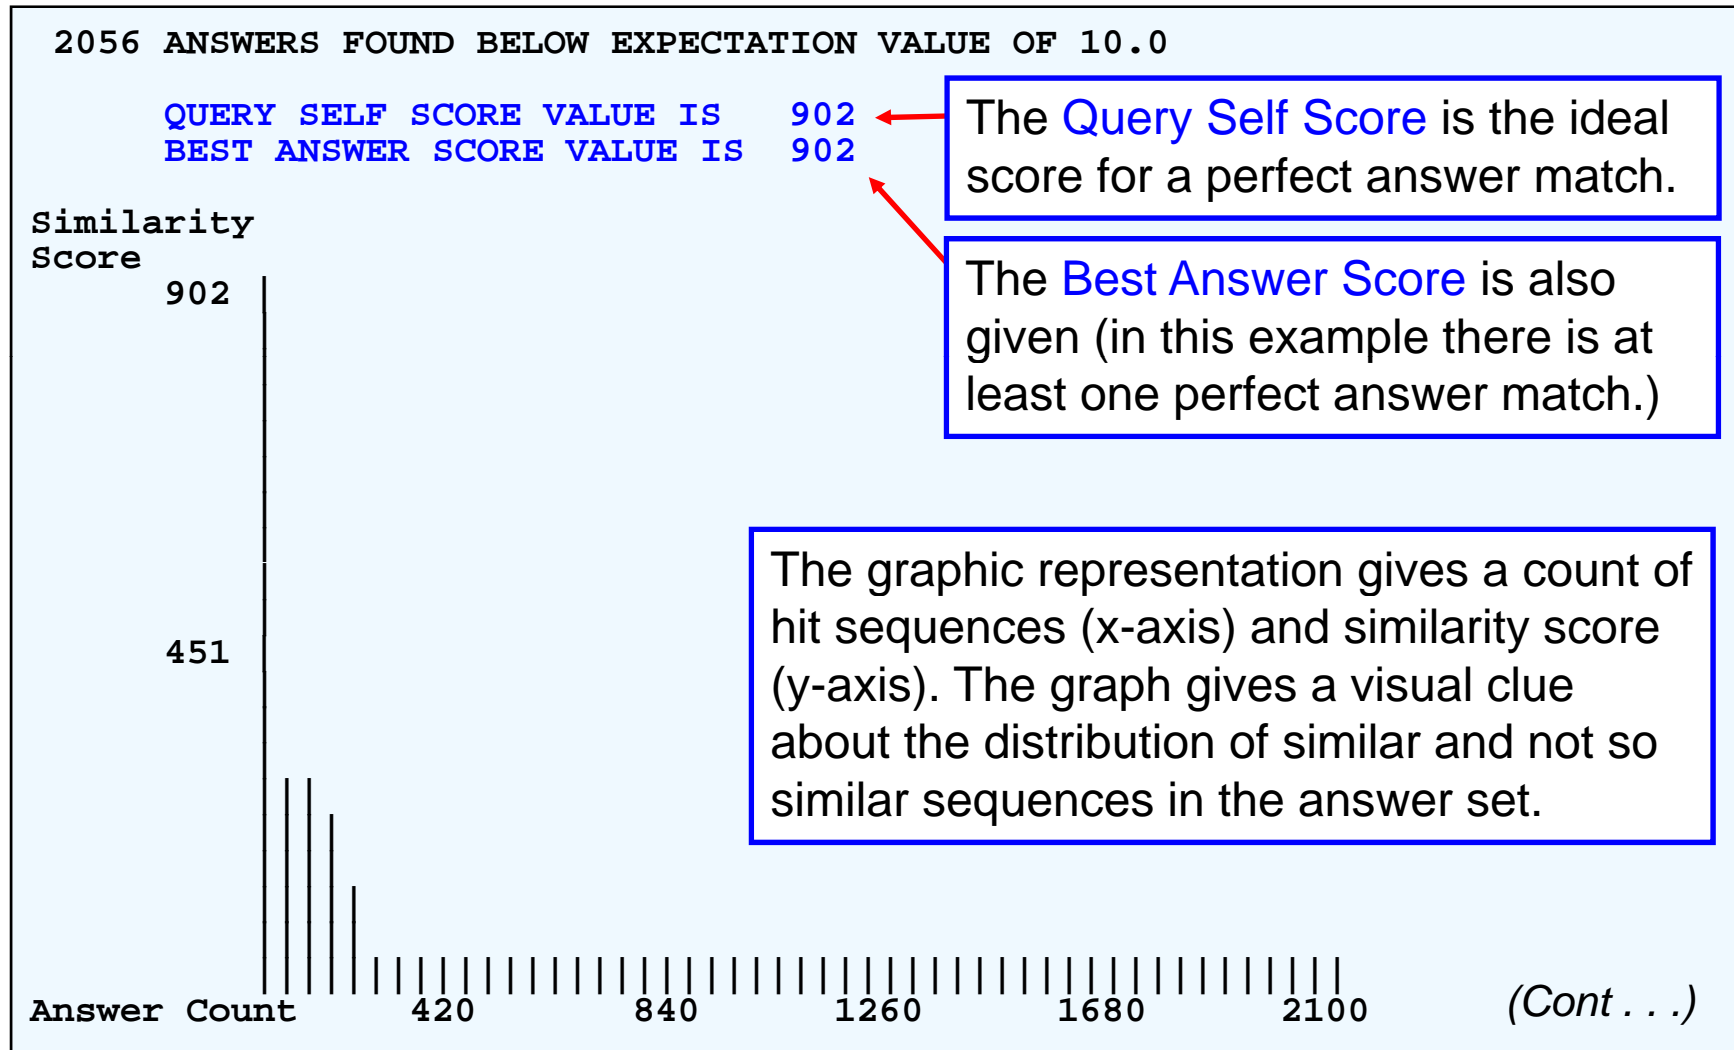 2056 ANSWERS FOUND BELOW EXPECTATION VALUE OF 10.0
QUERY SELF SCORE VALUE IS 902
BEST ANSWER SCORE VALUE IS 902
The Query Self Score is the ideal
score for a perfect answer match.
The Best Answer Score is also
given (in this example there is at
least one perfect answer match.)
Similarity
Score
902
451
The graphic representation gives a count of
hit sequences (x-axis) and similarity score
(y-axis). The graph gives a visual clue
about the distribution of similar and not so
similar sequences in the answer set.
Answer Count 420 840 1260 1680 2100
(Cont . . .)